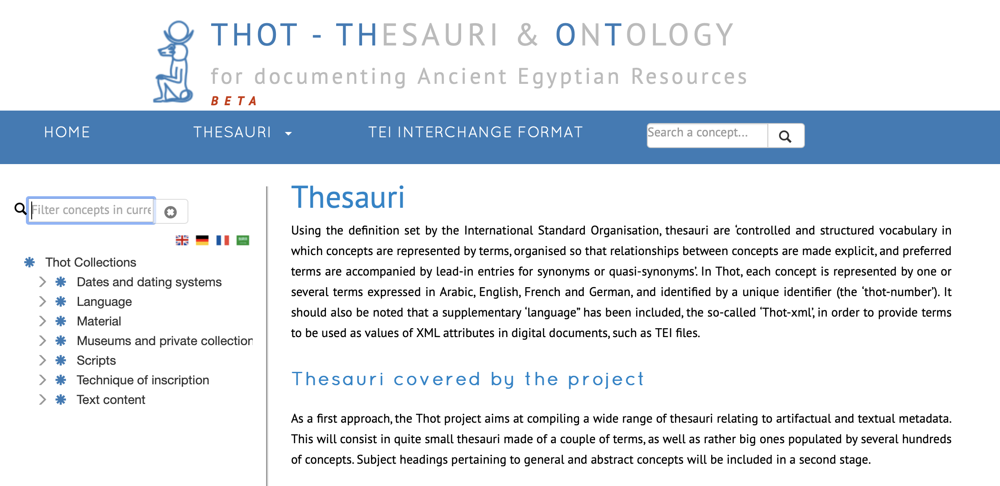 THOT - THESAURI & ONTOLOGY
for documenting Ancient Egyptian Resources
BETA
HOME THESAURI TEI INTERCHANGE FORMAT Search a concept...
Filter concepts in curre
Thot Collections
Dates and dating systems
Language
Material
Museums and private collection
Scripts
Technique of inscription
Text content
Thesauri
Using the definition set by the International Standard Organisation, thesauri are ‘controlled and structured vocabulary in
which concepts are represented by terms, organised so that relationships between concepts are made explicit, and preferred
terms are accompanied by lead-in entries for synonyms or quasi-synonyms’. In Thot, each concept is represented by one or
several terms expressed in Arabic, English, French and German, and identified by a unique identifier (the ‘thot-number’). It
should also be noted that a supplementary ‘language” has been included, the so-called ‘Thot-xml’, in order to provide terms
to be used as values of XML attributes in digital documents, such as TEI files.
Thesauri covered by the project
As a first approach, the Thot project aims at compiling a wide range of thesauri relating to artifactual and textual metadata.
This will consist in quite small thesauri made of a couple of terms, as well as rather big ones populated by several hundreds
of concepts. Subject headings pertaining to general and abstract concepts will be included in a second stage.